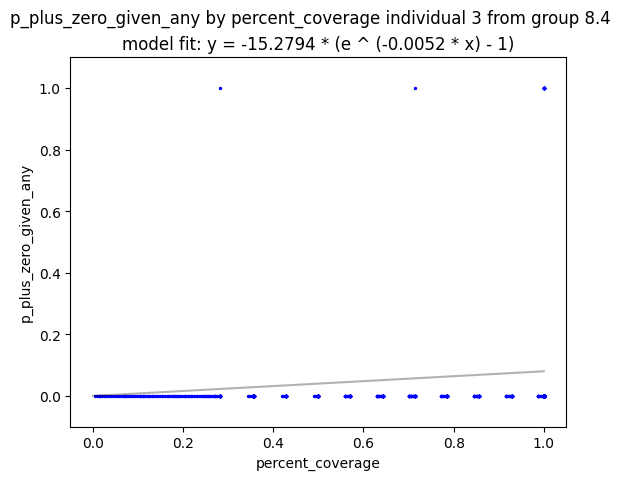 p_plus_zero_given_any by percent_coverage individual 3 from group 8.4
model fit: y = -15.2794 * (e ^ (-0.0052 * x) - 1)
p_plus_zero_given_any
1.0
0.8
0.6
0.4
0.2
0.0
0.0 0.2 0.4 0.6 0.8 1.0
percent_coverage